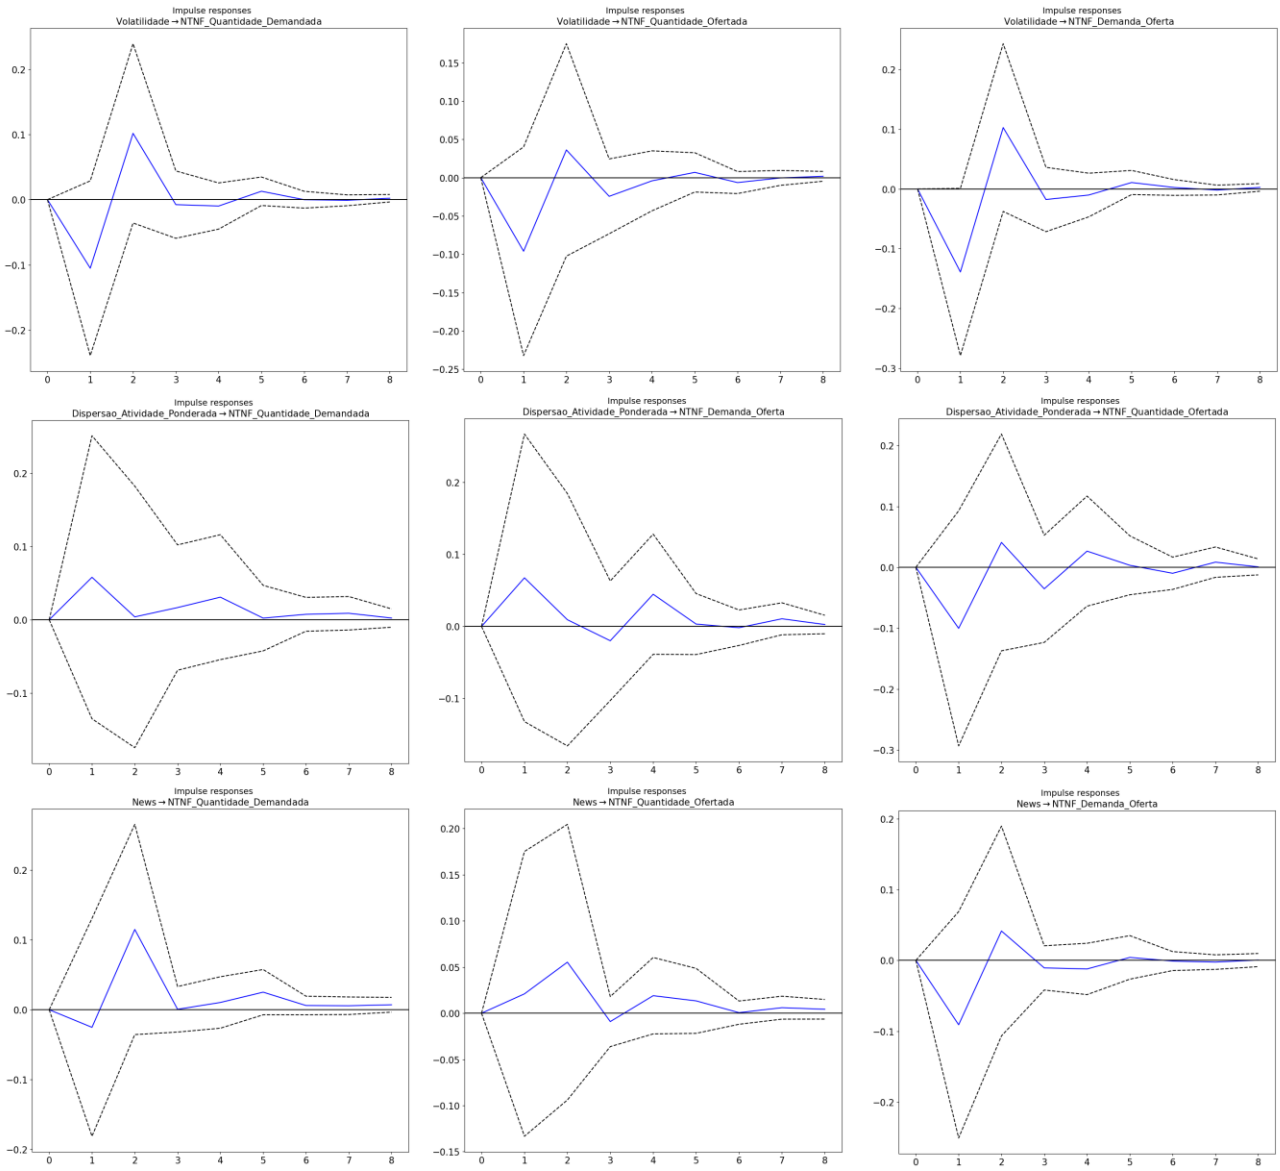 Impulse responses
Volatilidade→NTNF_Quantidade_Demandada
0.2
0.1
0.0
−0.1
−0.2
0 1 2 3 4 5 6 7 8
Impulse responses
Volatilidade→NTNF_Quantidade_Ofertada
0.15
0.10
0.05
0.00
−0.05
−0.10
−0.15
−0.20
−0.25
0 1 2 3 4 5 6 7 8
Impulse responses
Volatilidade→NTNF_Demanda_Oferta
0.2
0.1
0.0
−0.1
−0.2
−0.3
0 1 2 3 4 5 6 7 8
Impulse responses
Dispersao_Atividade_Ponderada→NTNF_Quantidade_Demandada
0.2
0.1
0.0
−0.1
0 1 2 3 4 5 6 7 8
Impulse responses
Dispersao_Atividade_Ponderada→NTNF_Demanda_Oferta
0.2
0.1
0.0
−0.1
0 1 2 3 4 5 6 7 8
Impulse responses
Dispersao_Atividade_Ponderada→NTNF_Quantidade_Ofertada
0.2
0.1
0.0
−0.1
−0.2
−0.3
0 1 2 3 4 5 6 7 8
Impulse responses
News→NTNF_Quantidade_Demandada
0.2
0.1
0.0
−0.1
−0.2
0 1 2 3 4 5 6 7 8
Impulse responses
News→NTNF_Quantidade_Ofertada
0.20
0.15
0.10
0.05
0.00
−0.05
−0.10
−0.15
0 1 2 3 4 5 6 7 8
Impulse responses
News→NTNF_Demanda_Oferta
0.2
0.1
0.0
−0.1
−0.2
0 1 2 3 4 5 6 7 8